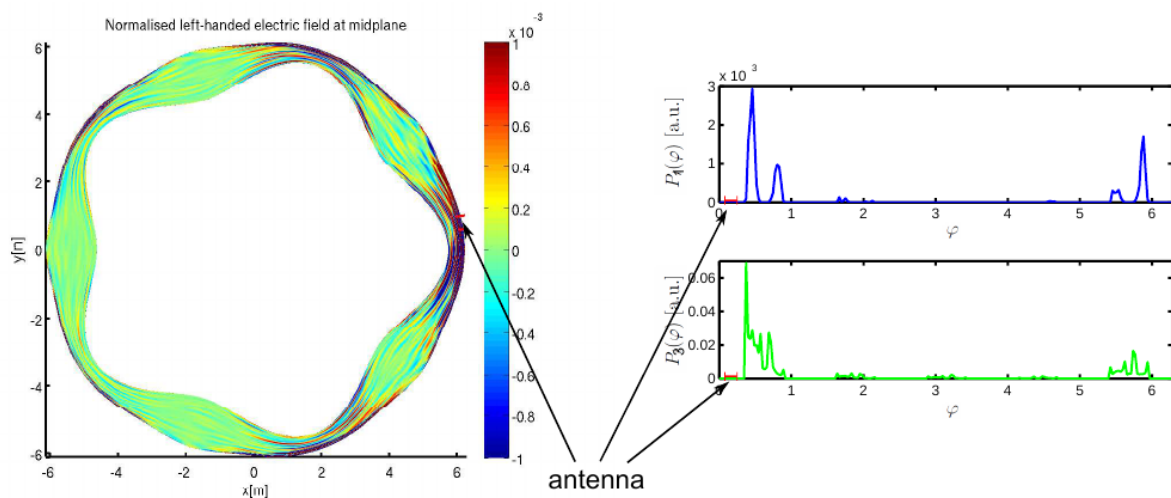 Normalised left-handed electric field at midplane
x 10⁻³
6
4
2
0
-2
-4
-6
y[m]
-6 -4 -2 0 2 4 6
x[m]
1
0.8
0.6
0.4
0.2
0
-0.2
-0.4
-0.6
-0.8
-1
x 10⁻³
3
2
1
0
P₁(φ) [a.u.]
0 1 2 3 4 5 6
φ
0.06
0.04
0.02
0
P₃(φ) [a.u.]
0 1 2 3 4 5 6
φ
antenna